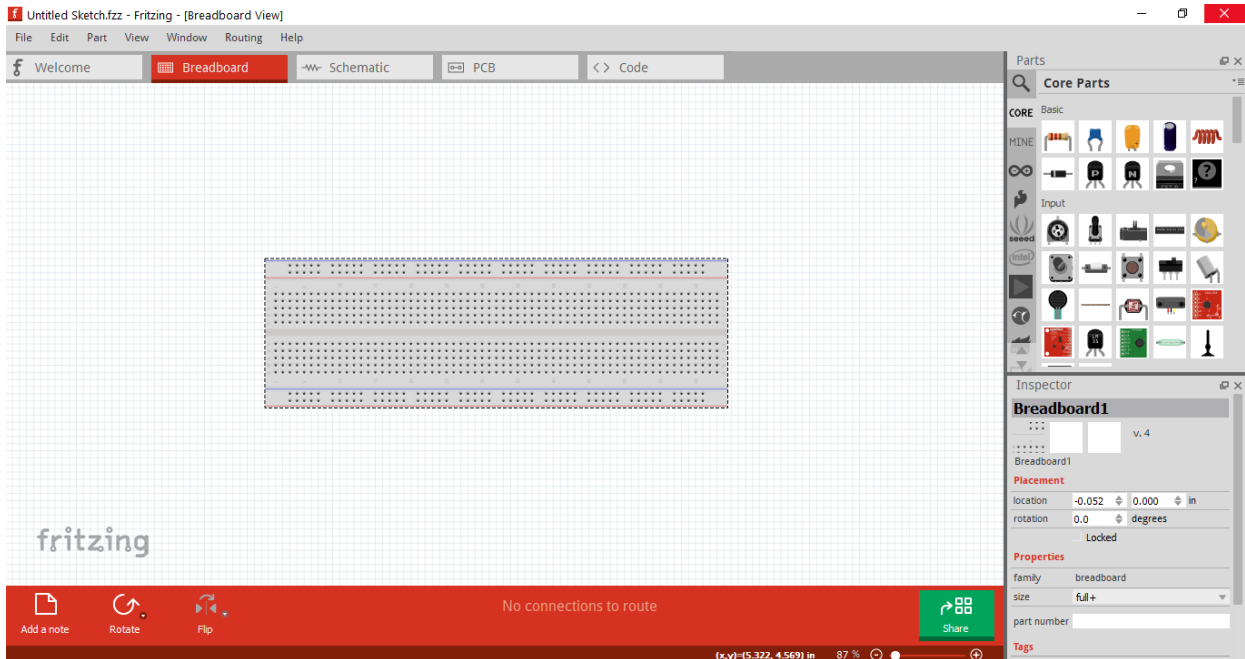 Untitled Sketch.fzz - Fritzing - [Breadboard View]
File Edit Part View Window Routing Help
Welcome Breadboard Schematic PCB <> Code
Parts
Core Parts
CORE
Basic
MINE
P N
Input
seeed
intel
Inspector
Breadboard1
v. 4
Breadboard1
Placement
location -0.052 0.000 in
rotation 0.0 degrees
Locked
Properties
family breadboard
size full+
part number
Tags
fritzing
No connections to route
Add a note Rotate Flip Share
(x,y)=(5.322, 4.569) in 87 %